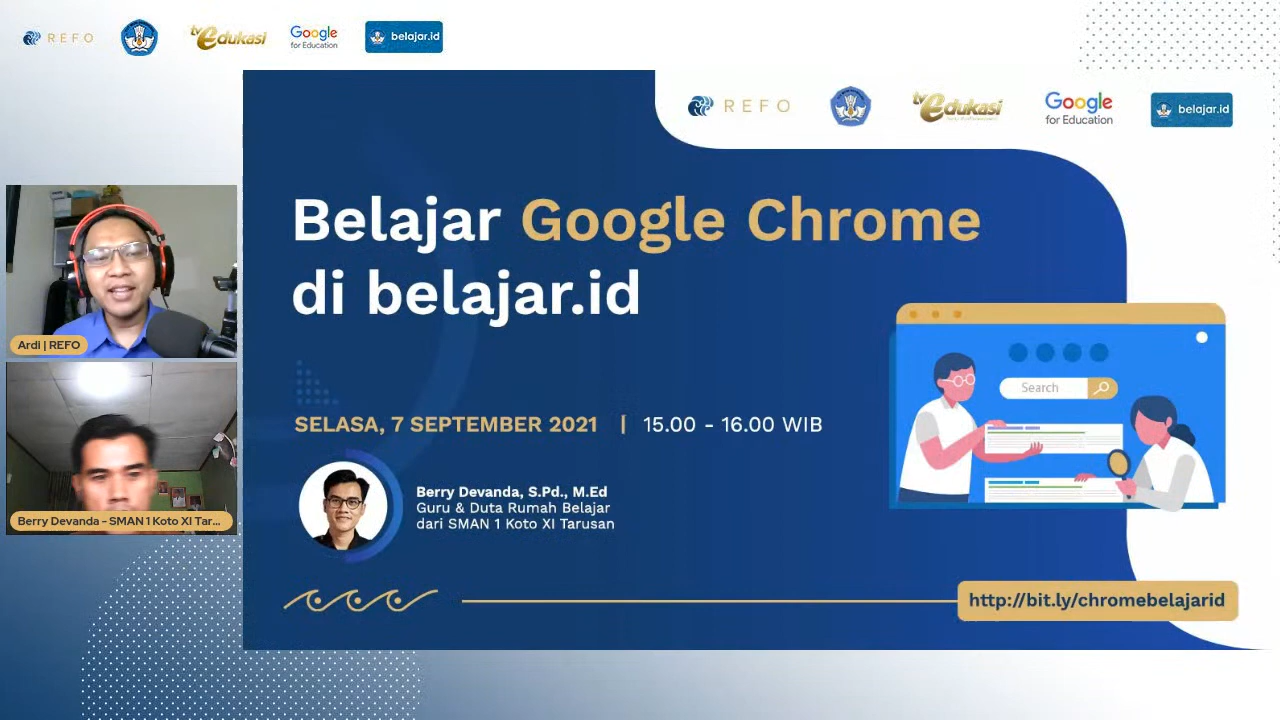 REFO
tv edukasi
Google
for Education
belajar.id
REFO
tv edukasi
Google
for Education
belajar.id
Belajar Google Chrome
di belajar.id
Search
SELASA, 7 SEPTEMBER 2021 | 15.00 - 16.00 WIB
Berry Devanda, S.Pd., M.Ed
Guru & Duta Rumah Belajar
dari SMAN 1 Koto XI Tarusan
http://bit.ly/chromebelajarid
Ardi | REFO
Berry Devanda - SMAN 1 Koto XI Tar...